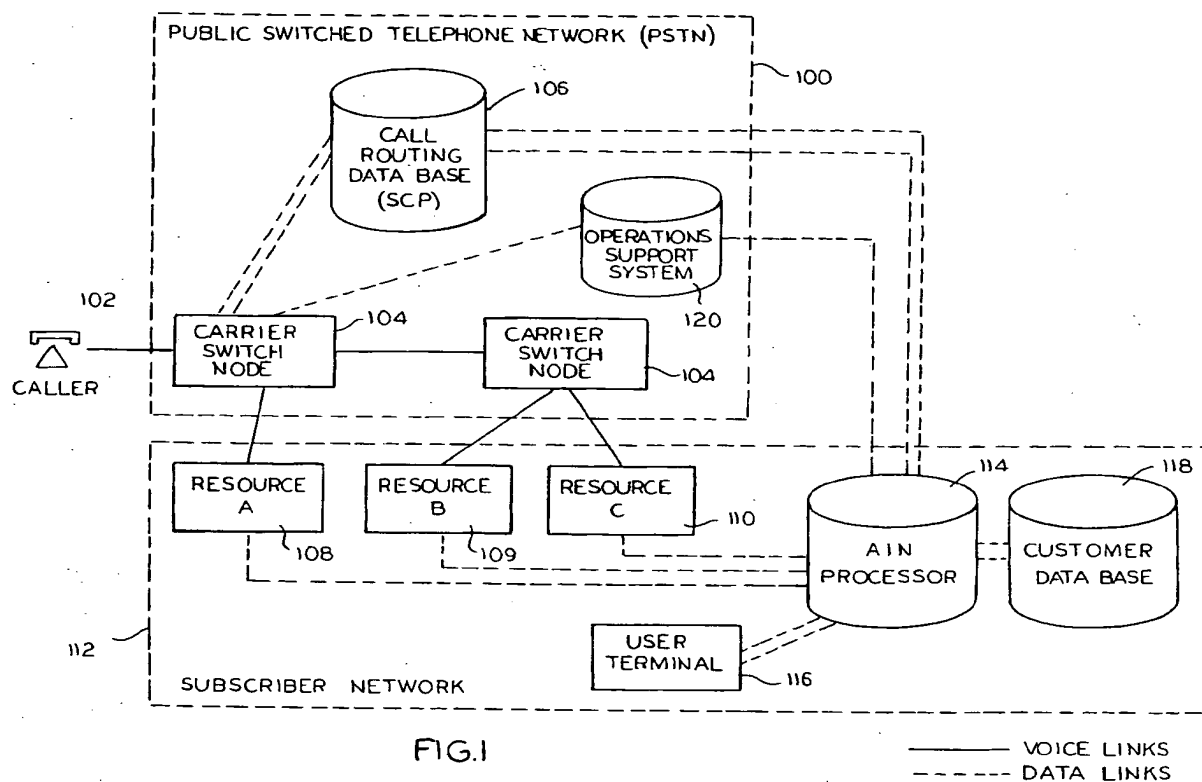 PUBLIC SWITCHED TELEPHONE NETWORK (PSTN)
100
106
CALL
ROUTING
DATA BASE
(SCP)
OPERATIONS
SUPPORT
SYSTEM
120
102
CALLER
CARRIER
SWITCH
NODE
104
CARRIER
SWITCH
NODE
104
RESOURCE
A
108
RESOURCE
B
109
RESOURCE
C
110
114
AIN
PROCESSOR
118
CUSTOMER
DATA BASE
112
USER
TERMINAL
116
SUBSCRIBER NETWORK
FIG.1
VOICE LINKS
DATA LINKS